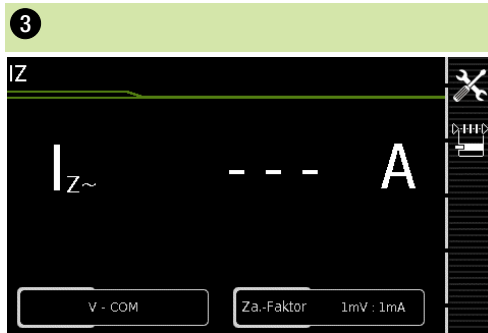 3
IZ
IZ~ - - - A
V - COM
Za.-Faktor 1mV : 1mA